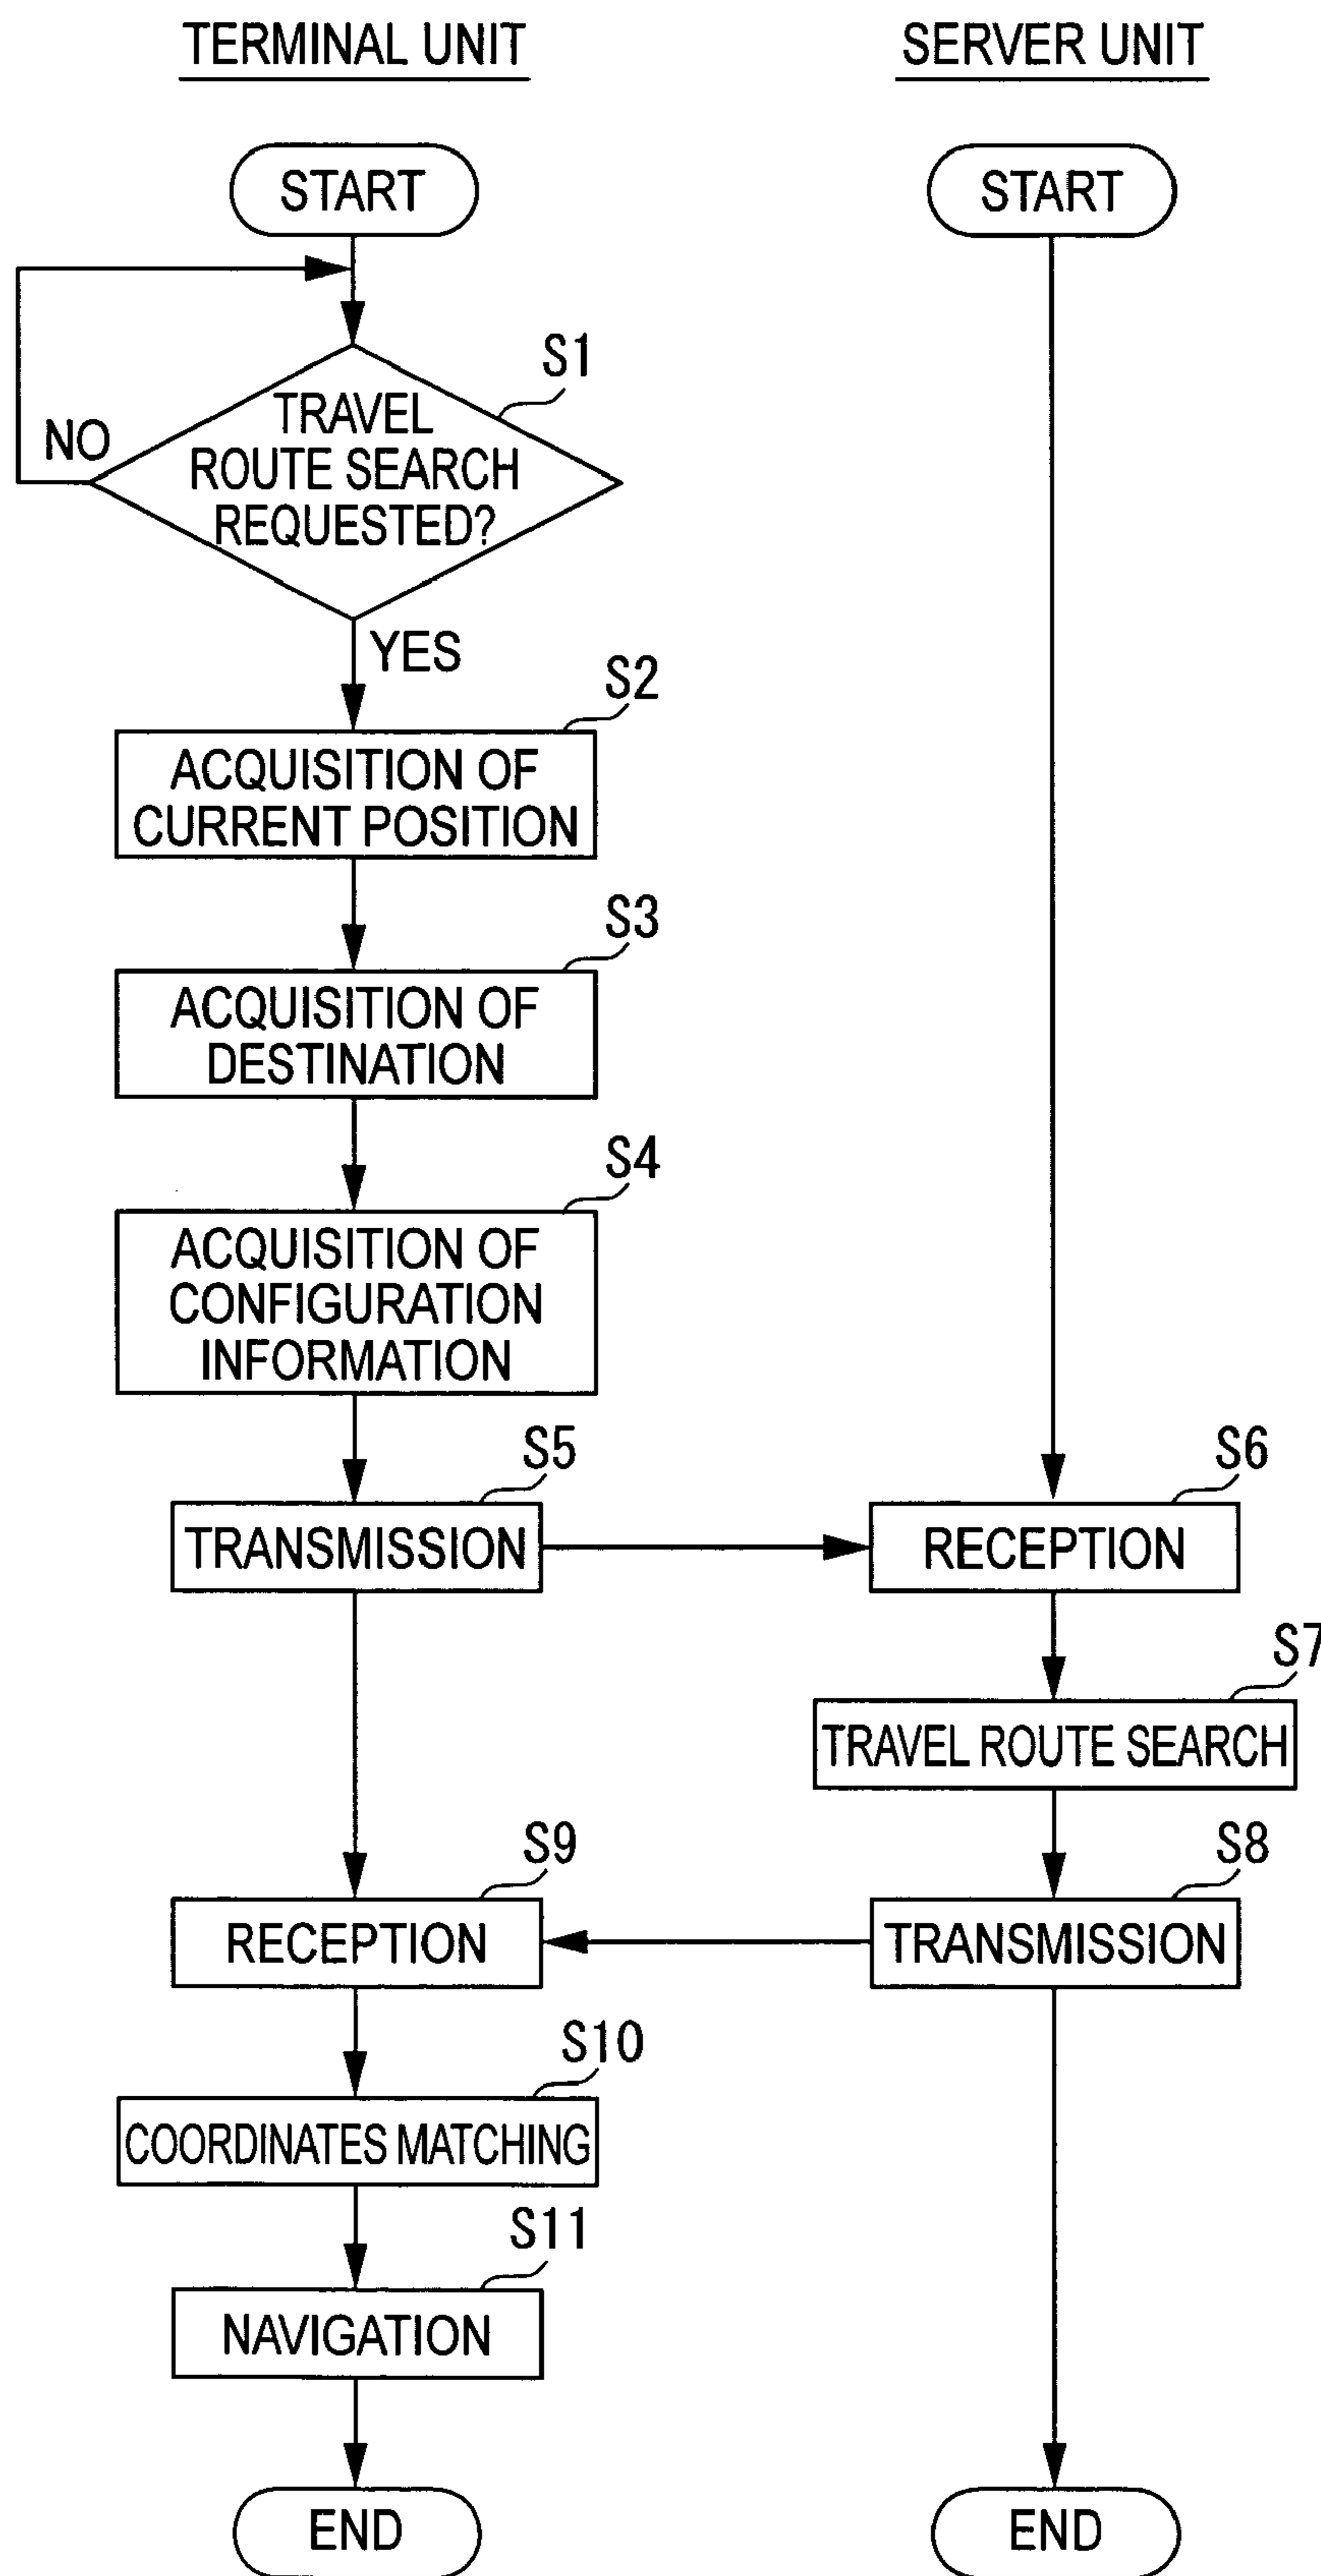 TERMINAL UNIT
SERVER UNIT
START
START
S1
TRAVEL
ROUTE SEARCH
REQUESTED?
NO
YES
S2
ACQUISITION OF
CURRENT POSITION
S3
ACQUISITION OF
DESTINATION
S4
ACQUISITION OF
CONFIGURATION
INFORMATION
S5
TRANSMISSION
S6
RECEPTION
S7
TRAVEL ROUTE SEARCH
S8
TRANSMISSION
S9
RECEPTION
S10
COORDINATES MATCHING
S11
NAVIGATION
END
END